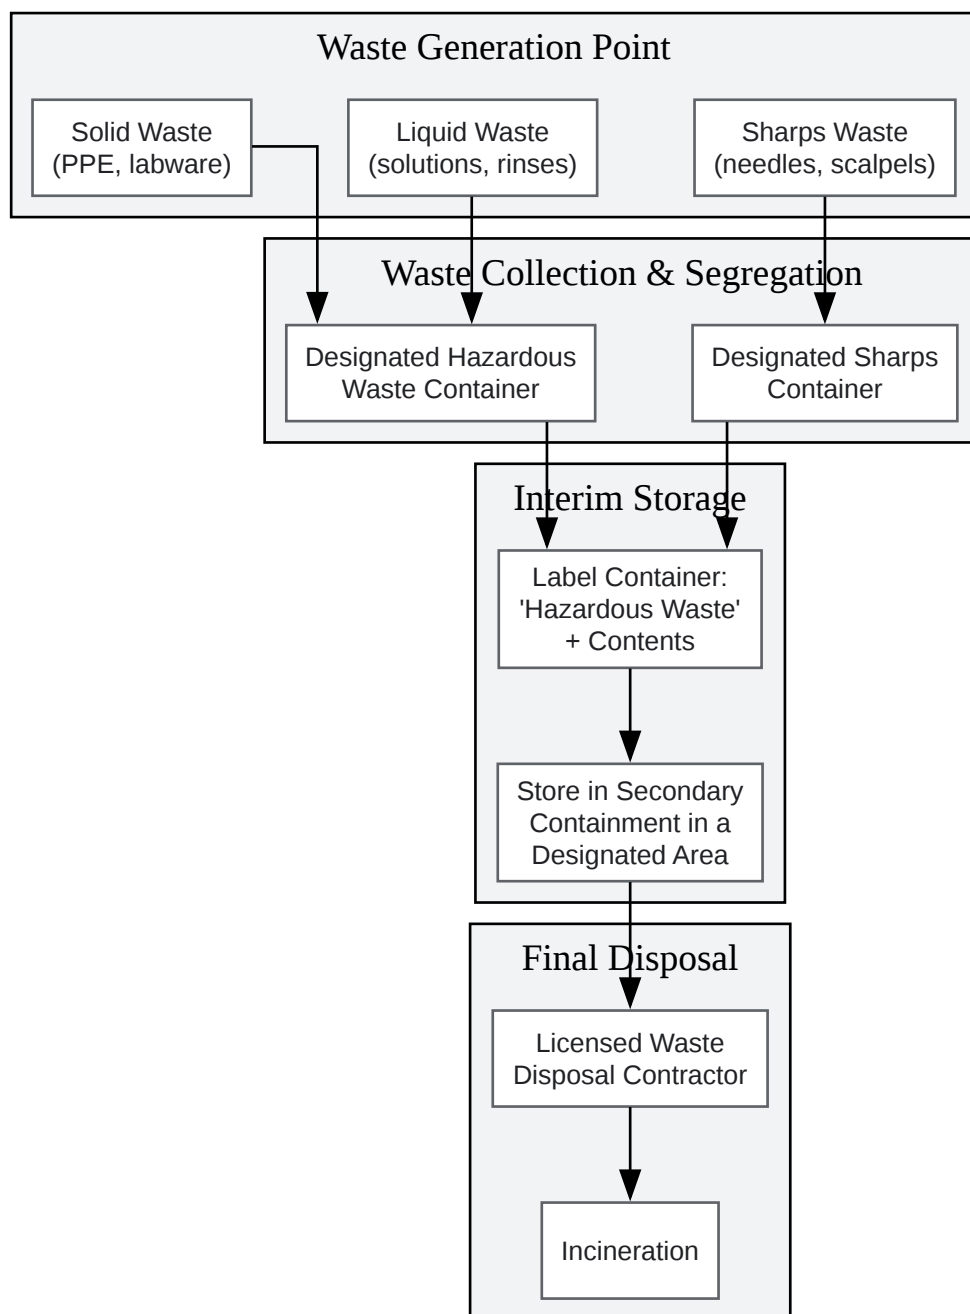 Waste Generation Point
Solid Waste
(PPE, labware)
Liquid Waste
(solutions, rinses)
Sharps Waste
(needles, scalpels)
Waste Collection & Segregation
Designated Hazardous
Waste Container
Designated Sharps
Container
Interim Storage
Label Container:
'Hazardous Waste'
+ Contents
Store in Secondary
Containment in a
Designated Area
Final Disposal
Licensed Waste
Disposal Contractor
Incineration